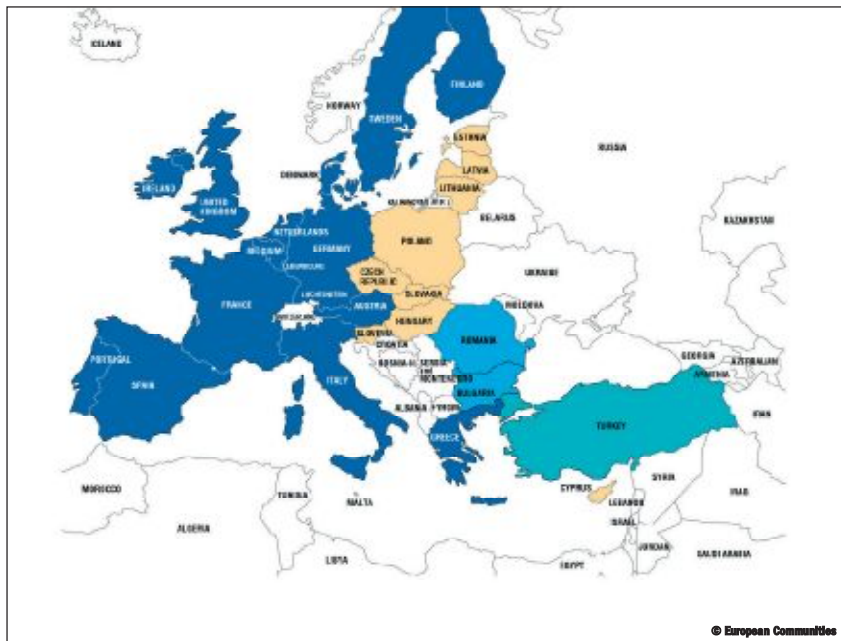 ICELAND
FINLAND
NORWAY
SWEDEN
ESTONIA
RUSSIA
LATVIA
DENMARK
LITHUANIA
IRELAND
UNITED
KINGDOM
BELARUS
KAZAKHSTAN
NETHERLANDS
GERMANY
POLAND
BELGIUM
LUXEMBOURG
UKRAINE
CZECH
REPUBLIC
SLOVAKIA
LIECHTENSTEIN
FRANCE
AUSTRIA
MOLDOVA
SWITZERLAND
HUNGARY
SLOVENIA
ROMANIA
CROATIA
GEORGIA
PORTUGAL
BOSNIA-H.
SERBIA
and
AZERBAIJAN
ARMENIA
SPAIN
ITALY
MONTENEGRO
BULGARIA
ALBANIA
FYROM
IRAN
TURKEY
GREECE
SYRIA
CYPRUS
MOROCCO
TUNISIA
MALTA
LEBANON
IRAQ
ISRAEL
ALGERIA
JORDAN
SAUDI ARABIA
LIBYA
EGYPT
© European Communities